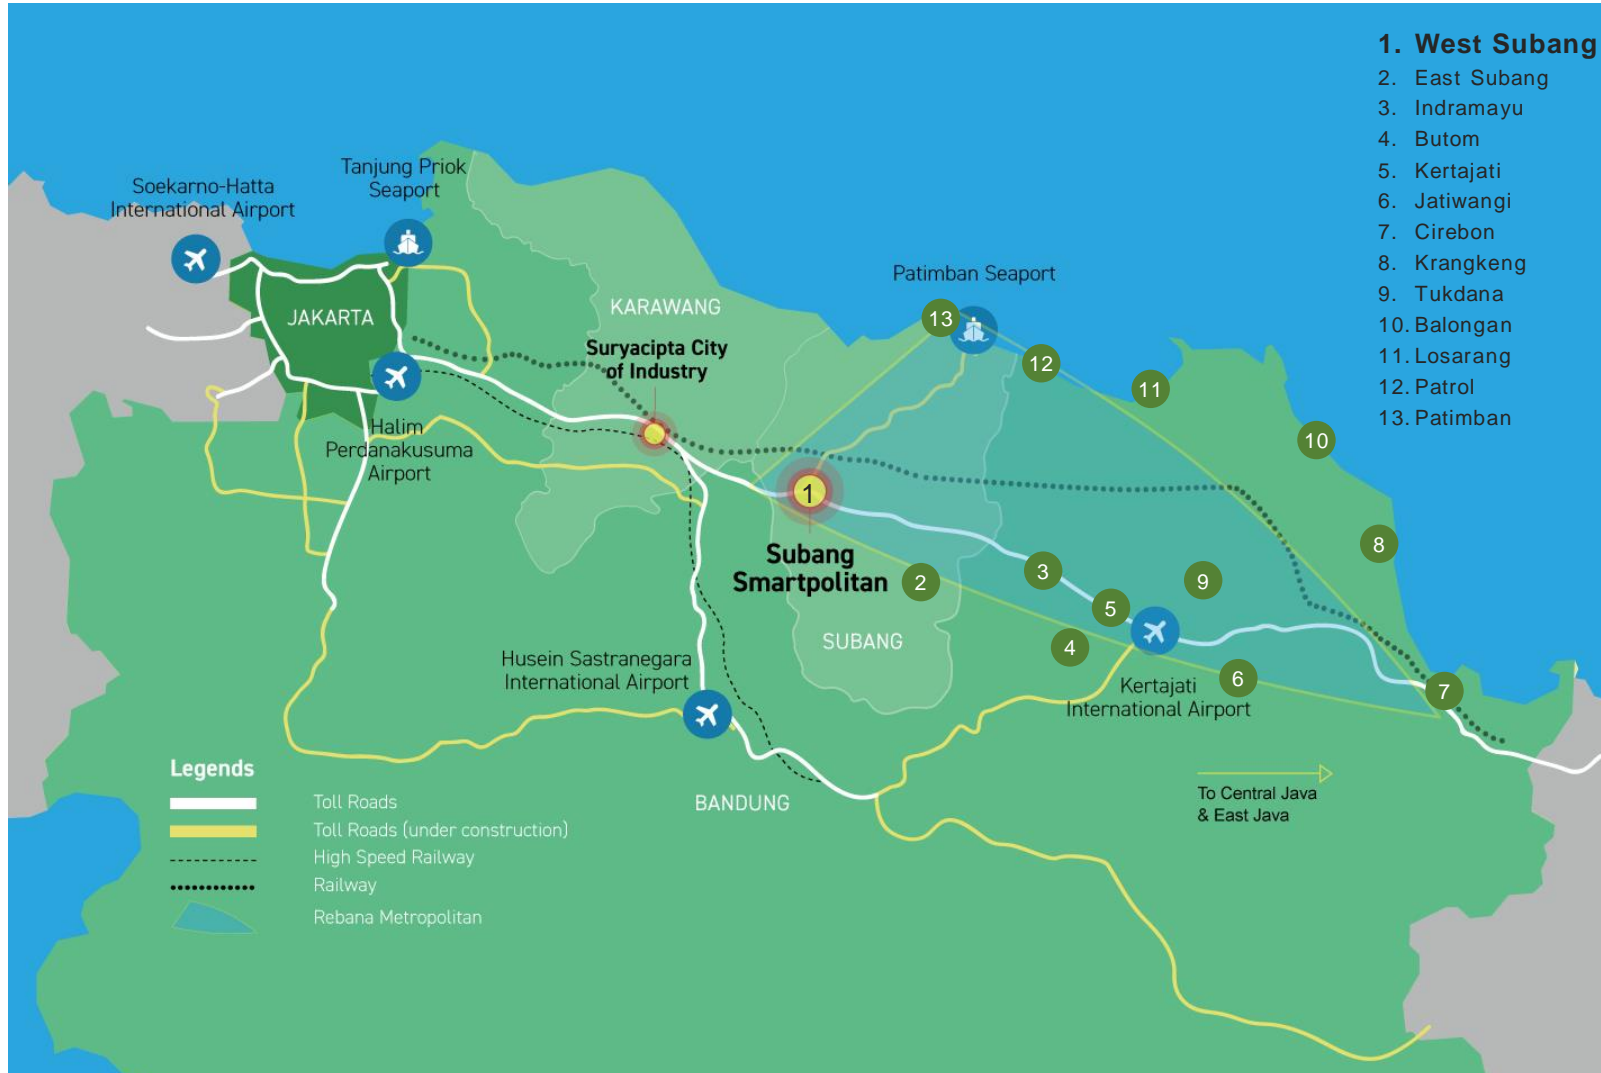 1. West Subang
2. East Subang
3. Indramayu
4. Butom
5. Kertajati
6. Jatiwangi
7. Cirebon
8. Krangkeng
9. Tukdana
10. Balongan
11. Losarang
12. Patrol
13. Patimban
Tanjung Priok
Seaport
Soekarno-Hatta
International Airport
Patimban Seaport
KARAWANG
JAKARTA
13
Suryacipta City
of Industry
12
11
Halim
Perdanakusuma
Airport
10
1
8
Subang
Smartpolitan
2
3
9
5
SUBANG
4
Husein Sastranegara
International Airport
6
7
Kertajati
International Airport
Legends
Toll Roads
Toll Roads (under construction)
High Speed Railway
Railway
Rebana Metropolitan
BANDUNG
To Central Java
& East Java